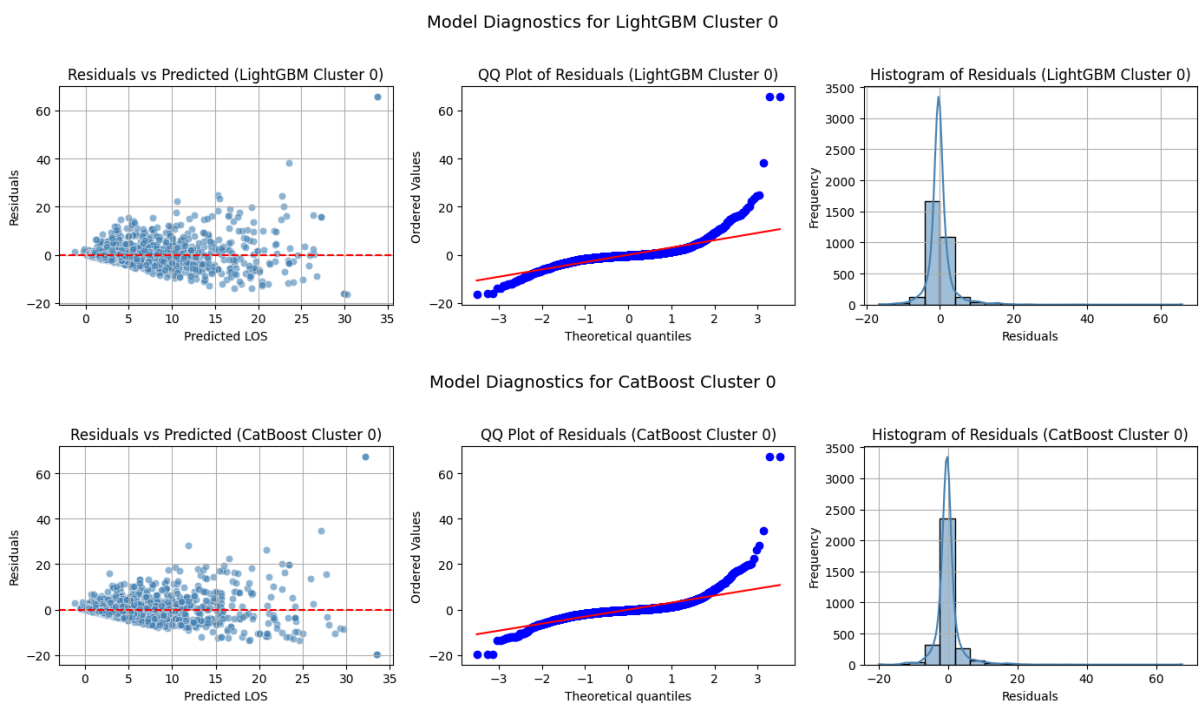 Model Diagnostics for LightGBM Cluster 0
Residuals vs Predicted (LightGBM Cluster 0)
60
40
20
0
−20
Residuals
0 5 10 15 20 25 30 35
Predicted LOS
QQ Plot of Residuals (LightGBM Cluster 0)
60
40
20
0
−20
Ordered Values
−3 −2 −1 0 1 2 3
Theoretical quantiles
Histogram of Residuals (LightGBM Cluster 0)
3500
3000
2500
2000
1500
1000
500
0
Frequency
−20 0 20 40 60
Residuals
Model Diagnostics for CatBoost Cluster 0
Residuals vs Predicted (CatBoost Cluster 0)
60
40
20
0
−20
Residuals
0 5 10 15 20 25 30 35
Predicted LOS
QQ Plot of Residuals (CatBoost Cluster 0)
60
40
20
0
−20
Ordered Values
−3 −2 −1 0 1 2 3
Theoretical quantiles
Histogram of Residuals (CatBoost Cluster 0)
3500
3000
2500
2000
1500
1000
500
0
Frequency
−20 0 20 40 60
Residuals